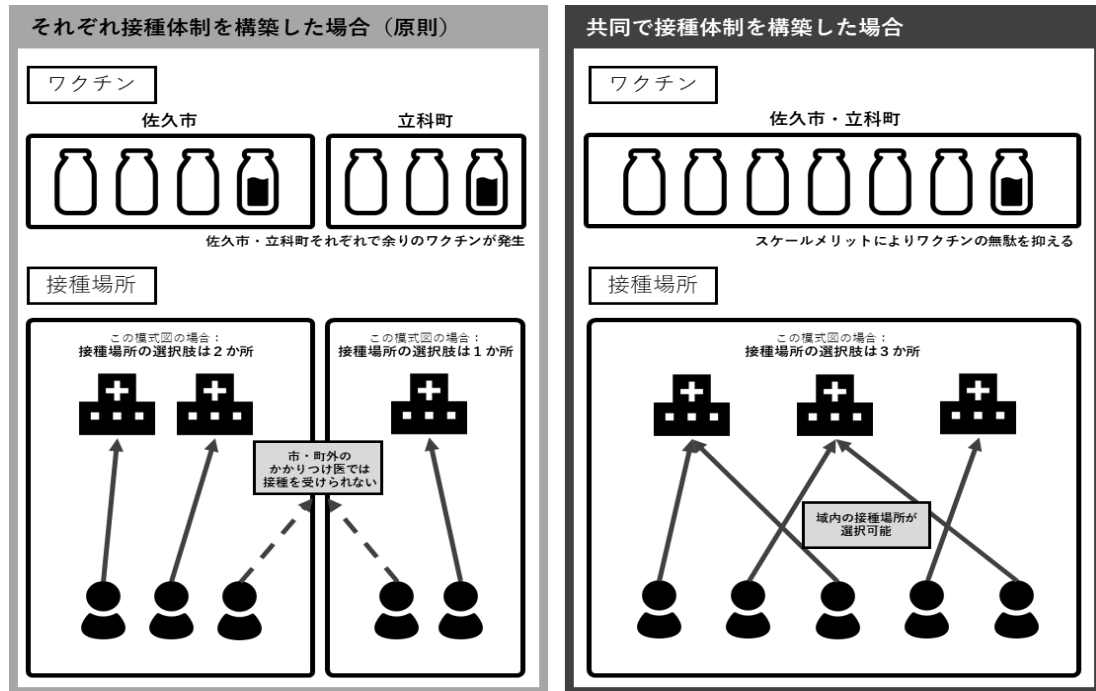 それぞれ接種体制を構築した場合（原則）
ワクチン
佐久市
立科町
佐久市・立科町それぞれで余りのワクチンが発生
接種場所
この模式図の場合：
接種場所の選択肢は２か所
この模式図の場合：
接種場所の選択肢は１か所
市・町外の
かかりつけ医では
接種を受けられない
共同で接種体制を構築した場合
ワクチン
佐久市・立科町
スケールメリットによりワクチンの無駄を抑える
接種場所
この模式図の場合：
接種場所の選択肢は３か所
域内の接種場所が
選択可能